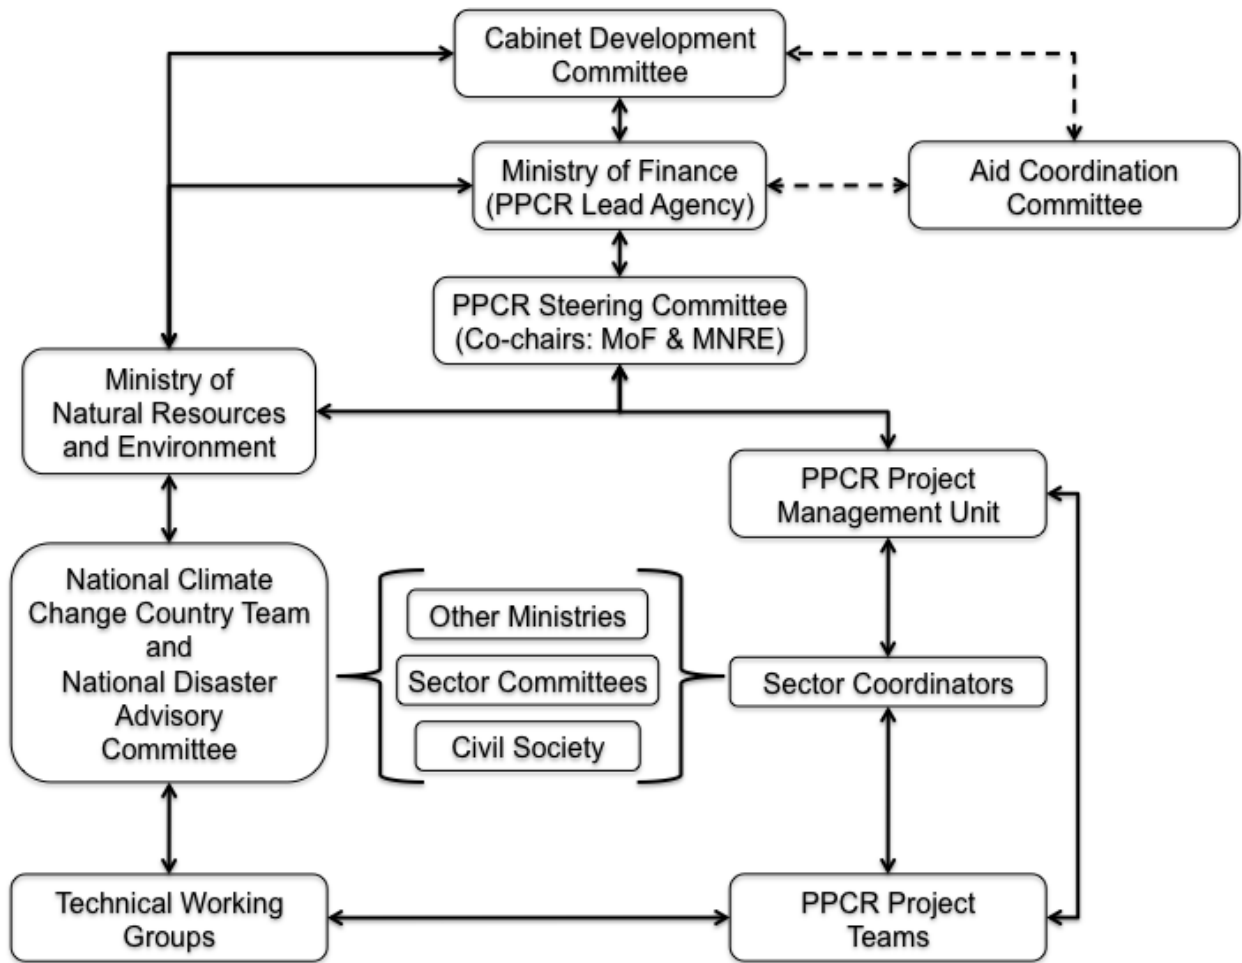 Cabinet Development
Committee
Ministry of Finance
(PPCR Lead Agency)
Aid Coordination
Committee
PPCR Steering Committee
(Co-chairs: MoF & MNRE)
Ministry of
Natural Resources
and Environment
PPCR Project
Management Unit
National Climate
Change Country Team
and
National Disaster
Advisory
Committee
Other Ministries
Sector Committees
Civil Society
Sector Coordinators
Technical Working
Groups
PPCR Project
Teams